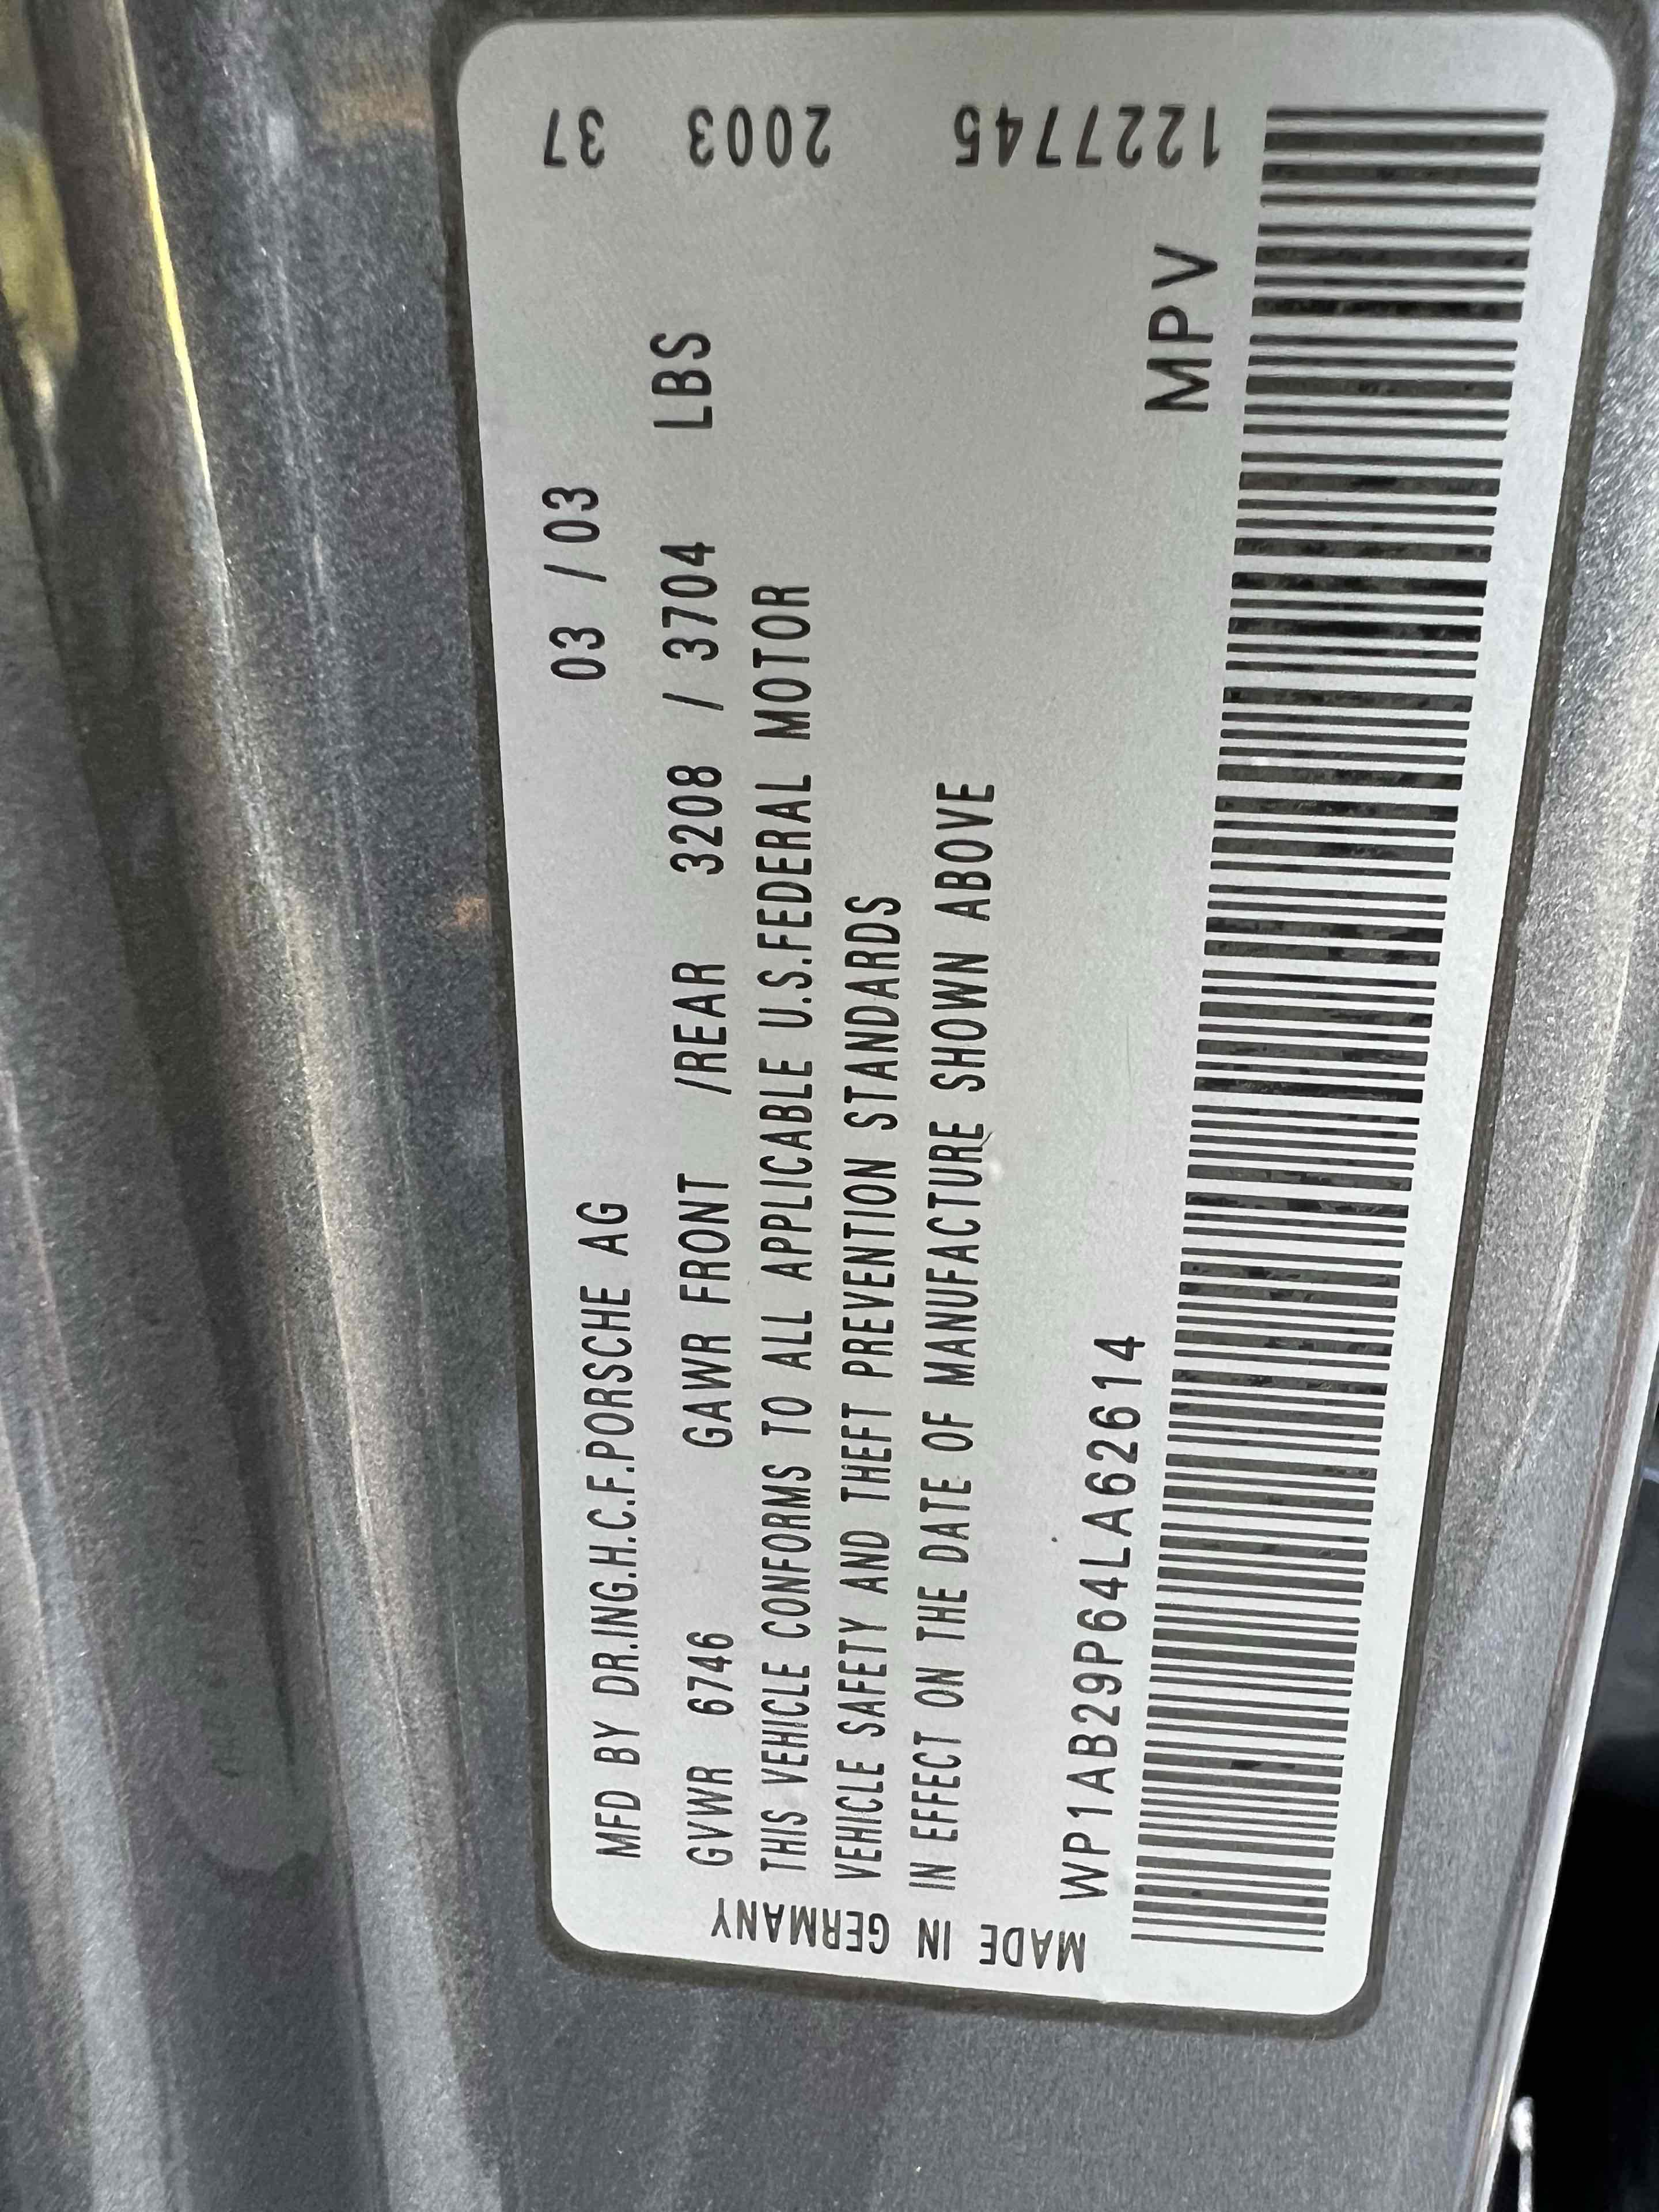 MFD BY DR.ING.H.C.F.PORSCHE AG 03 / 03
GVWR 6746 GAWR FRONT /REAR 3208 / 3704 LBS
THIS VEHICLE CONFORMS TO ALL APPLICABLE U.S.FEDERAL MOTOR
VEHICLE SAFETY AND THEFT PREVENTION STANDARDS
IN EFFECT ON THE DATE OF MANUFACTURE SHOWN ABOVE
WP1AB29P64LA62614 MPV
MADE IN GERMANY
1227745 2003 37